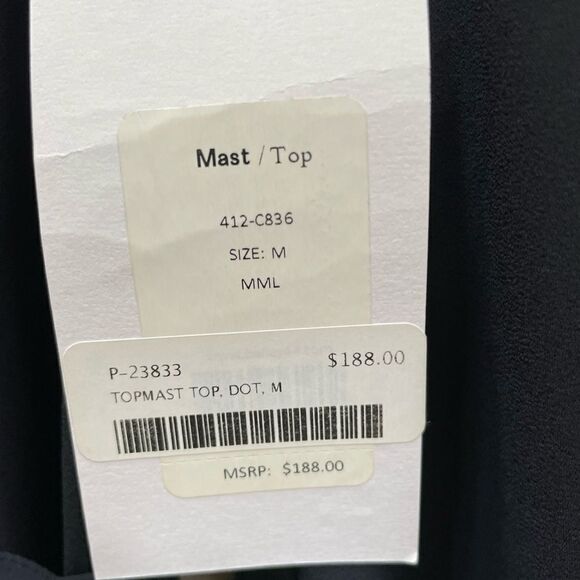 Mast / Top
412-C836
SIZE: M
MML
P-23833 $188.00
TOPMAST TOP, DOT, M
MSRP: $188.00